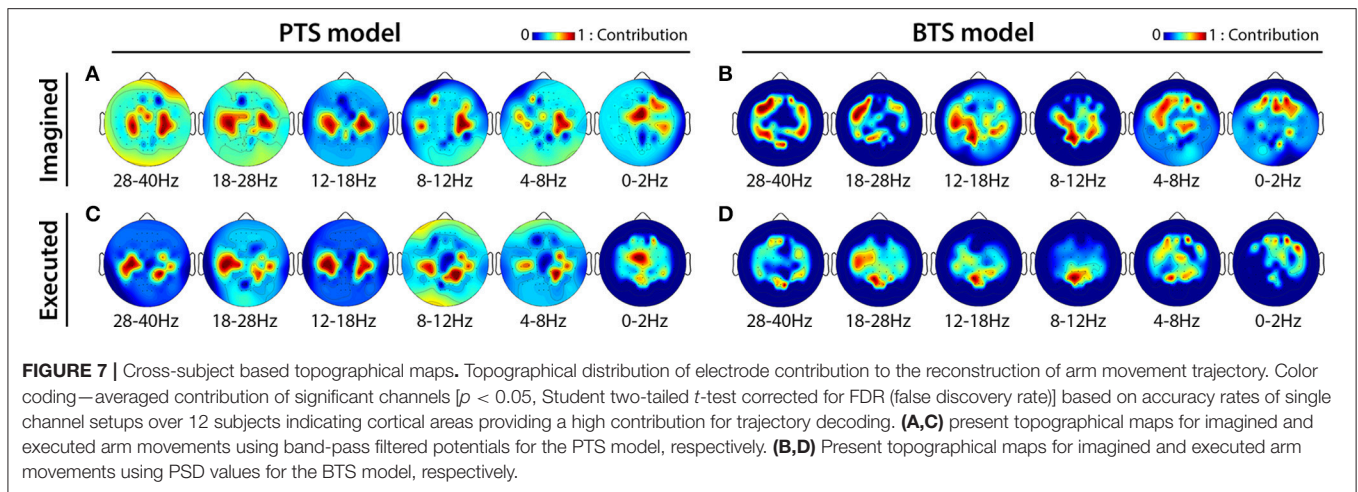 PTS model
0 1 : Contribution
BTS model
0 1 : Contribution
Imagined
A
B
28-40Hz 18-28Hz 12-18Hz 8-12Hz 4-8Hz 0-2Hz
28-40Hz 18-28Hz 12-18Hz 8-12Hz 4-8Hz 0-2Hz
Executed
C
D
28-40Hz 18-28Hz 12-18Hz 8-12Hz 4-8Hz 0-2Hz
28-40Hz 18-28Hz 12-18Hz 8-12Hz 4-8Hz 0-2Hz
FIGURE 7 | Cross-subject based topographical maps. Topographical distribution of electrode contribution to the reconstruction of arm movement trajectory. Color
coding—averaged contribution of significant channels [p < 0.05, Student two-tailed t-test corrected for FDR (false discovery rate)] based on accuracy rates of single
channel setups over 12 subjects indicating cortical areas providing a high contribution for trajectory decoding. (A,C) present topographical maps for imagined and
executed arm movements using band-pass filtered potentials for the PTS model, respectively. (B,D) Present topographical maps for imagined and executed arm
movements using PSD values for the BTS model, respectively.